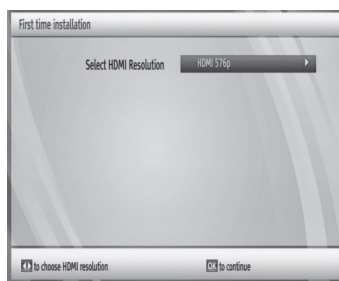 First time installation
Select HDMI Resolution HDMI 576p
to choose HDMI resolution OK to continue